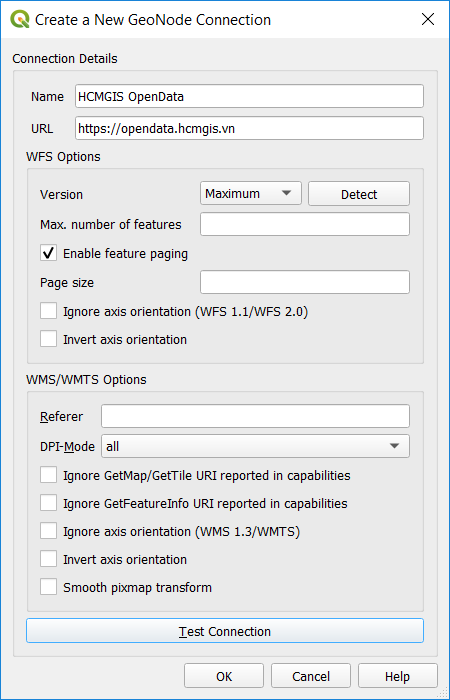 Create a New GeoNode Connection
Connection Details
Name HCMGIS OpenData
URL https://opendata.hcmgis.vn
WFS Options
Version Maximum Detect
Max. number of features
Enable feature paging
Page size
Ignore axis orientation (WFS 1.1/WFS 2.0)
Invert axis orientation
WMS/WMTS Options
Referer
DPI-Mode all
Ignore GetMap/GetTile URI reported in capabilities
Ignore GetFeatureInfo URI reported in capabilities
Ignore axis orientation (WMS 1.3/WMTS)
Invert axis orientation
Smooth pixmap transform
Test Connection
OK Cancel Help